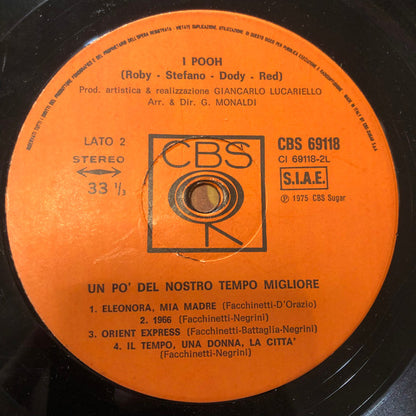 I POOH
(Roby - Stefano - Dody - Red)
Prod. artistica & realizzazione GIANCARLO LUCARIELLO
Arr. & Dir. G. MONALDI
LATO 2
STEREO
33 1/3
CBS
CBS 69118
CI 69118-2L
S.I.A.E.
℗ 1975 CBS Sugar
UN PO' DEL NOSTRO TEMPO MIGLIORE
1. ELEONORA, MIA MADRE (Facchinetti-D'Orazio)
2. 1966 (Facchinetti-Negrini)
3. ORIENT EXPRESS (Facchinetti-Battaglia-Negrini)
4. IL TEMPO, UNA DONNA, LA CITTA'
(Facchinetti-Negrini)